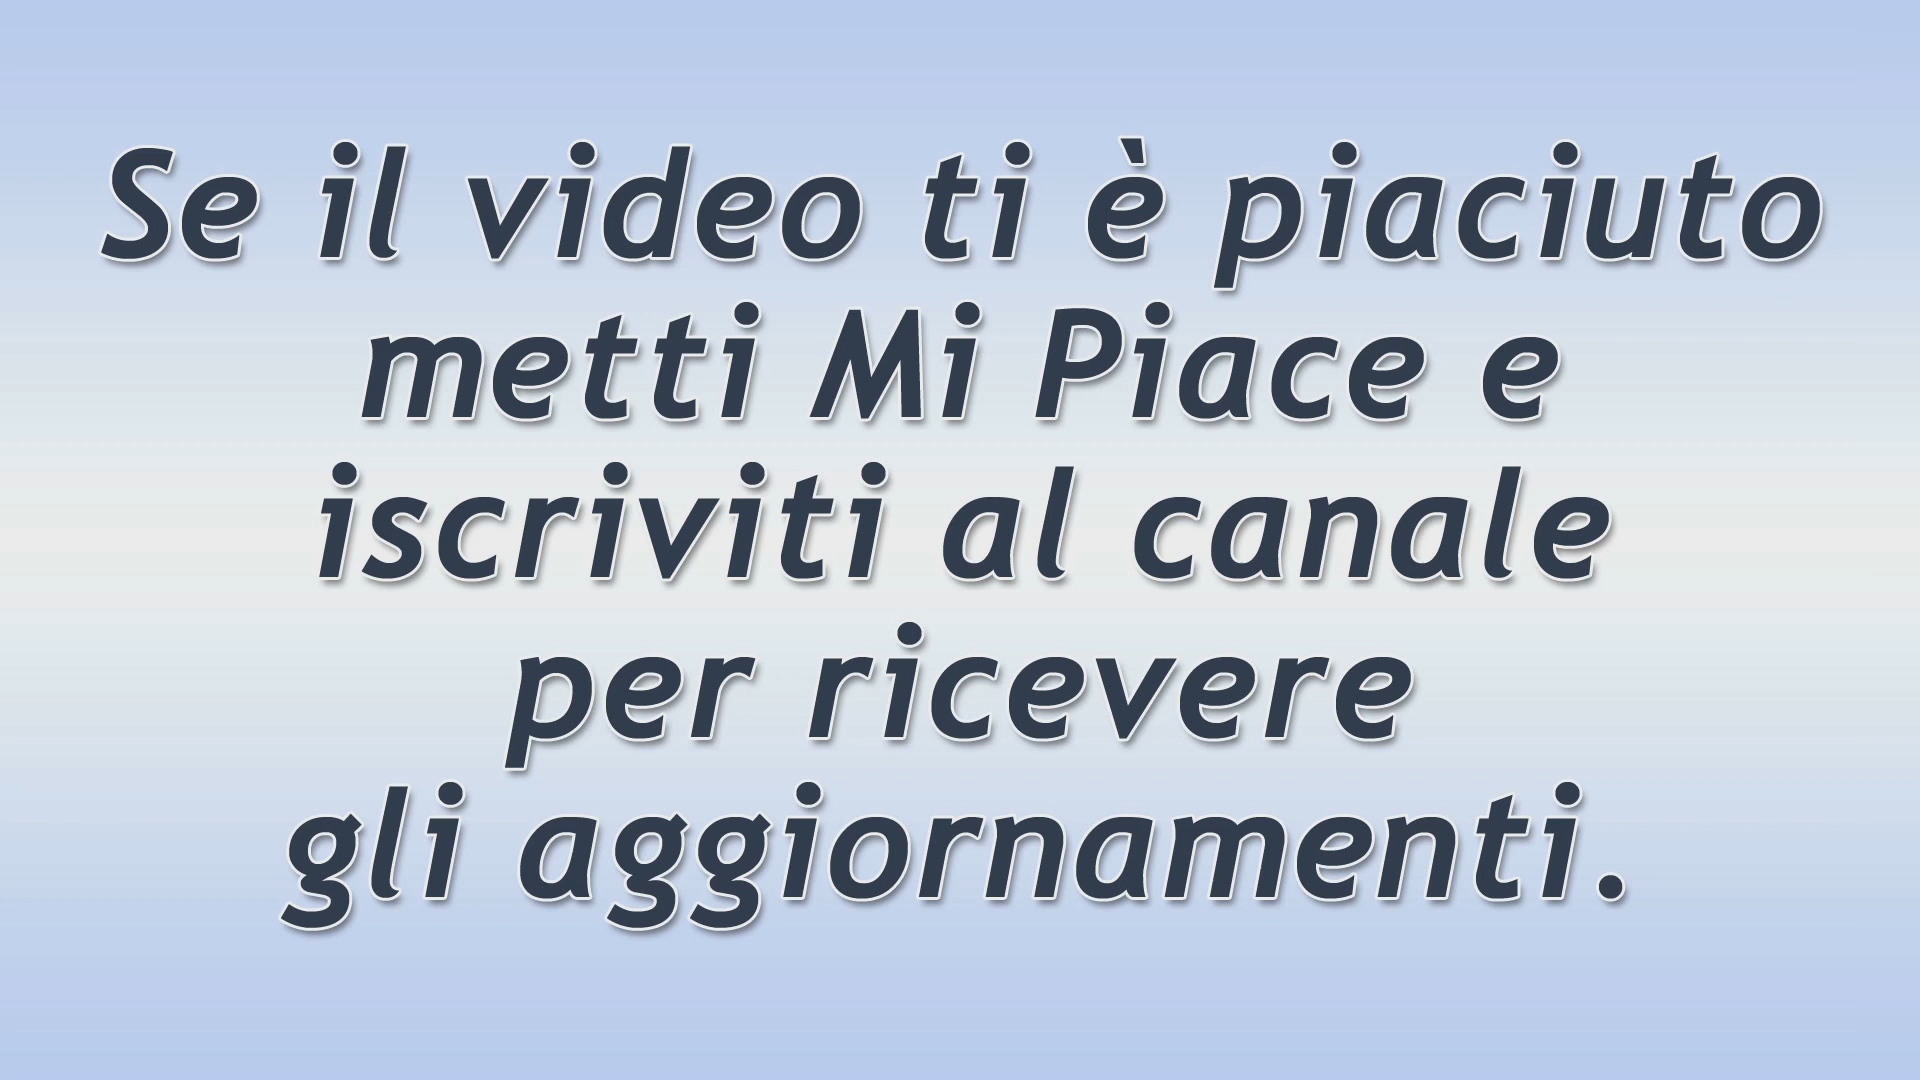 Se il video ti è piaciuto
metti Mi Piace e
iscriviti al canale
per ricevere
gli aggiornamenti.